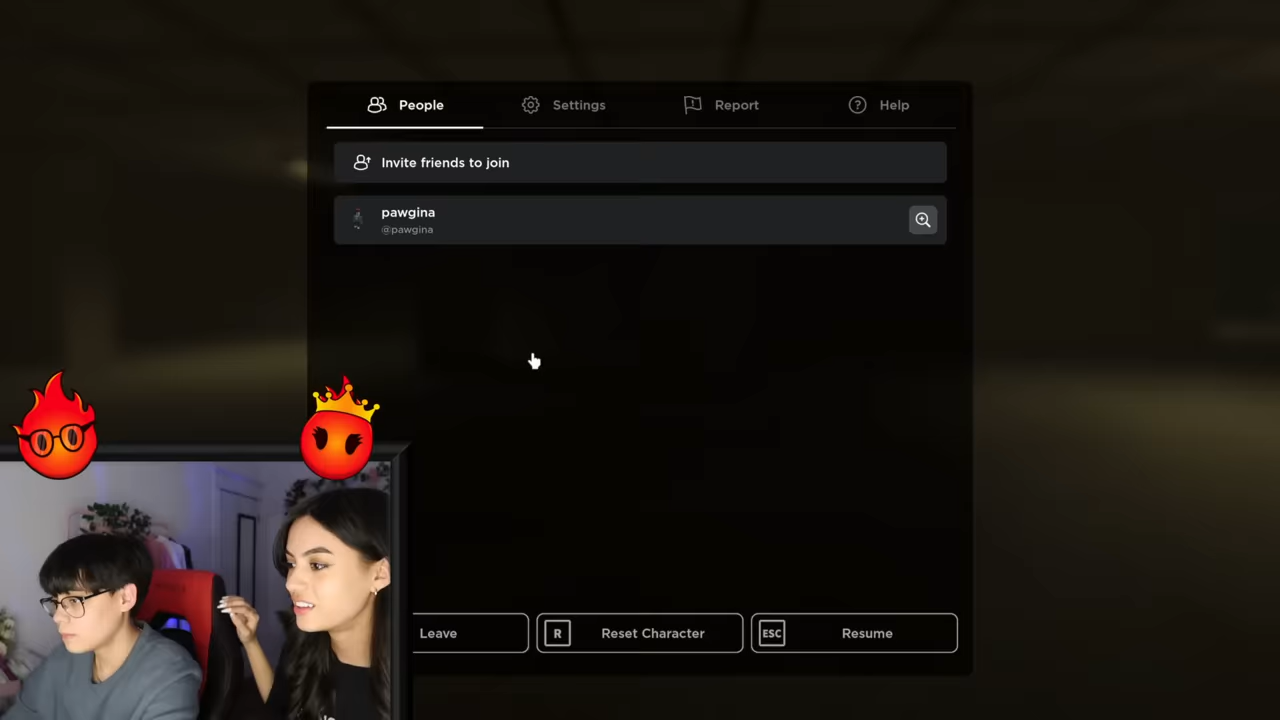 People
Settings
Report
Help
Invite friends to join
pawgina
@pawgina
Leave
R
Reset Character
ESC
Resume